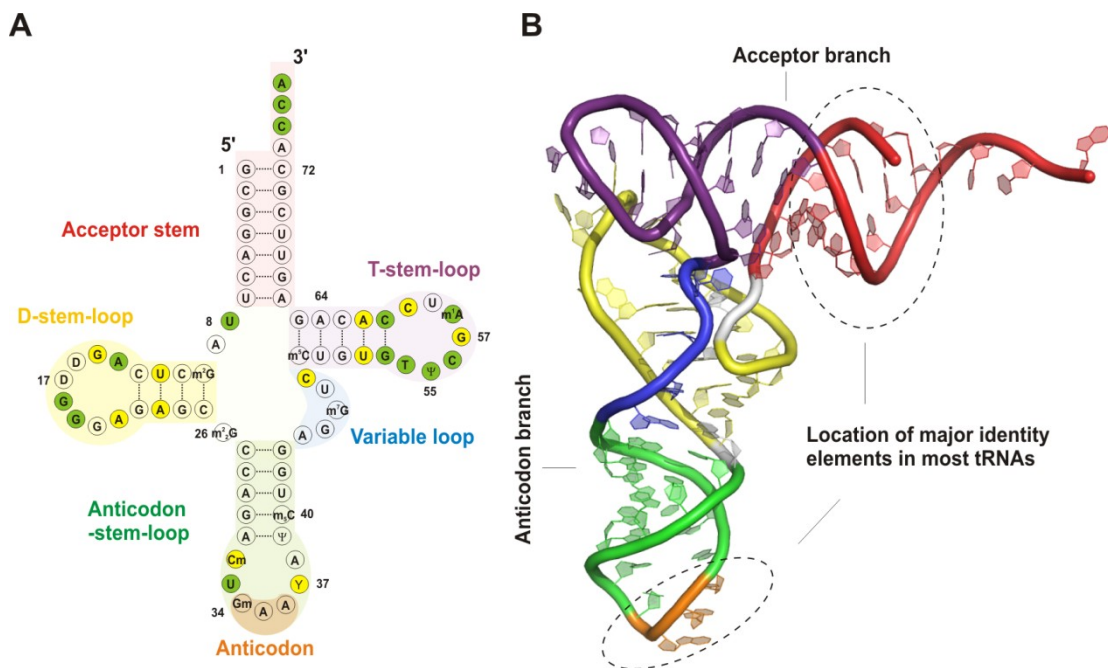 A
B
3'
A
C
C
A
5'
1 G C 72
C G
G C
G U
A U
C G
U A
Acceptor stem
T-stem-loop
64
D-stem-loop
8 U
A
G A C A C C U m¹A
G 57
m⁵C U G U G T Ψ C
55
17 D D G A C U C m²G
G G G A G A G C
26 m²₂G
C U m⁷G G A
Variable loop
C G
C G
A U
G m₅C 40
A Ψ
Anticodon
-stem-loop
Cm A
U Y 37
34 Gm A A
Anticodon
Acceptor branch
Anticodon branch
Location of major identity
elements in most tRNAs